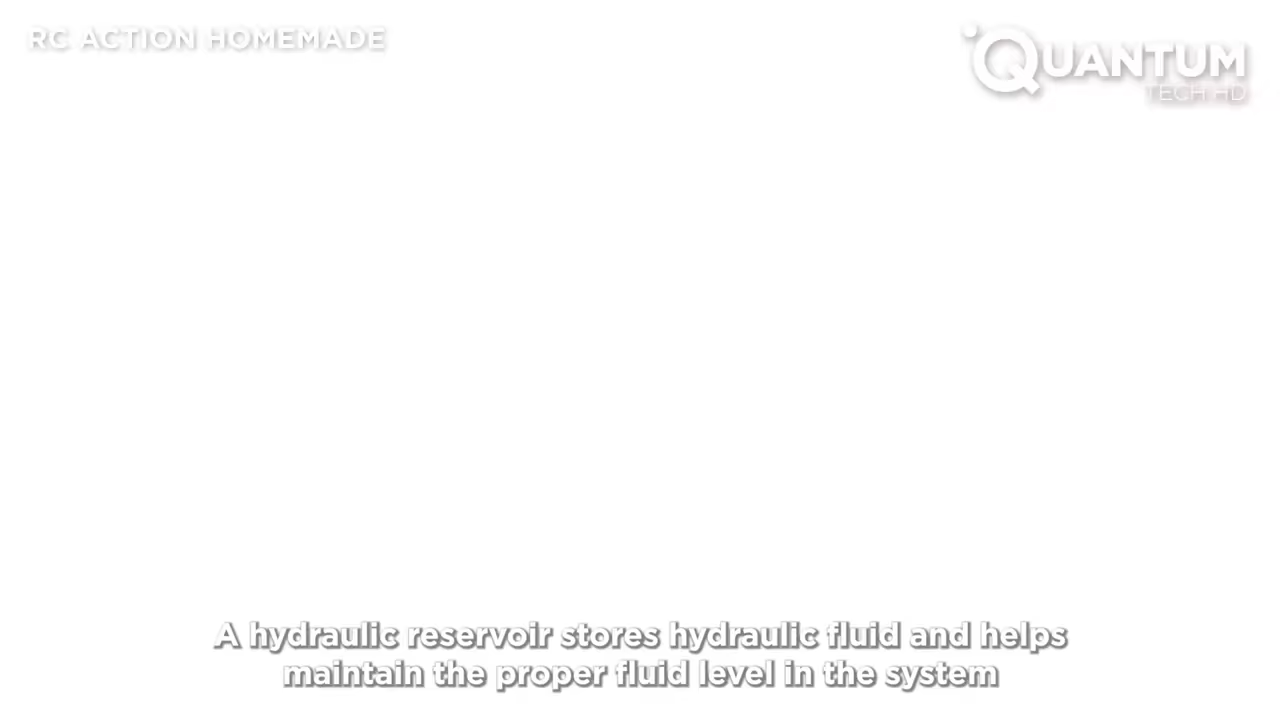 RC ACTION HOMEMADE
QUANTUM
TECH HD
A hydraulic reservoir stores hydraulic fluid and helps
maintain the proper fluid level in the system